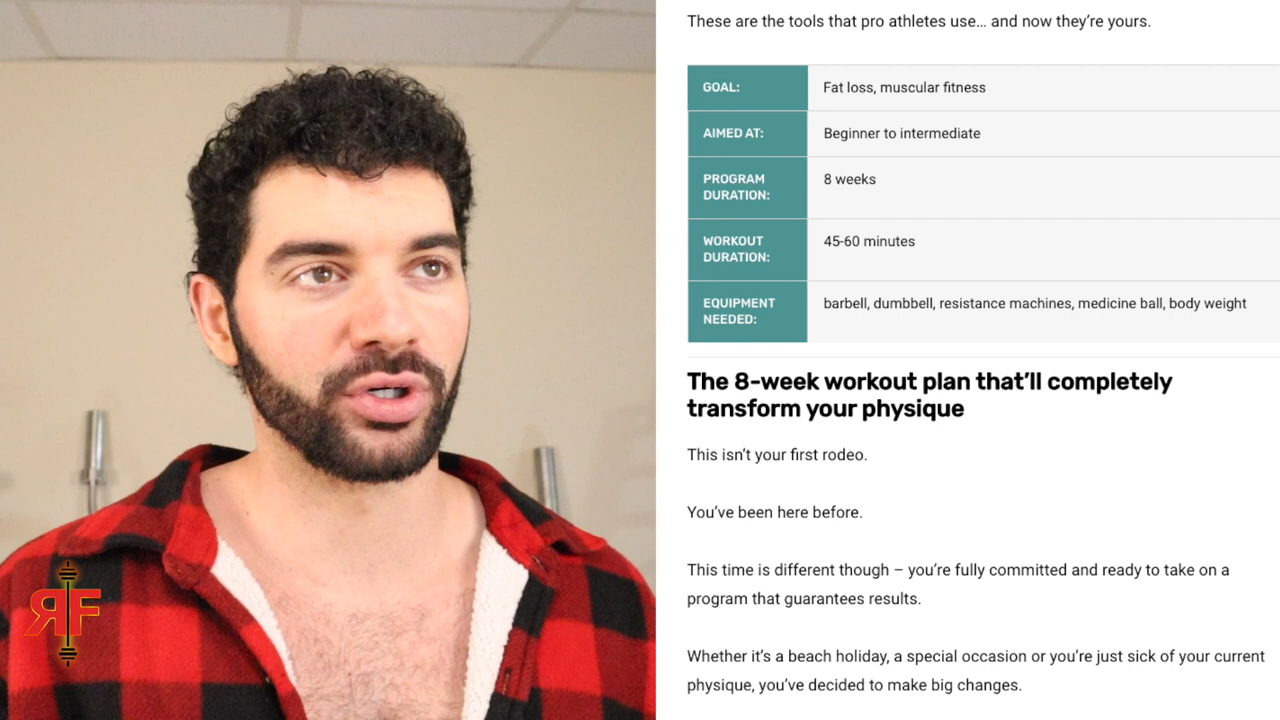 These are the tools that pro athletes use… and now they're yours.
GOAL:
Fat loss, muscular fitness
AIMED AT:
Beginner to intermediate
PROGRAM
DURATION:
8 weeks
WORKOUT
DURATION:
45-60 minutes
EQUIPMENT
NEEDED:
barbell, dumbbell, resistance machines, medicine ball, body weight
The 8-week workout plan that'll completely
transform your physique
This isn't your first rodeo.
You've been here before.
This time is different though – you're fully committed and ready to take on a
program that guarantees results.
Whether it's a beach holiday, a special occasion or you're just sick of your current
physique, you've decided to make big changes.
RF